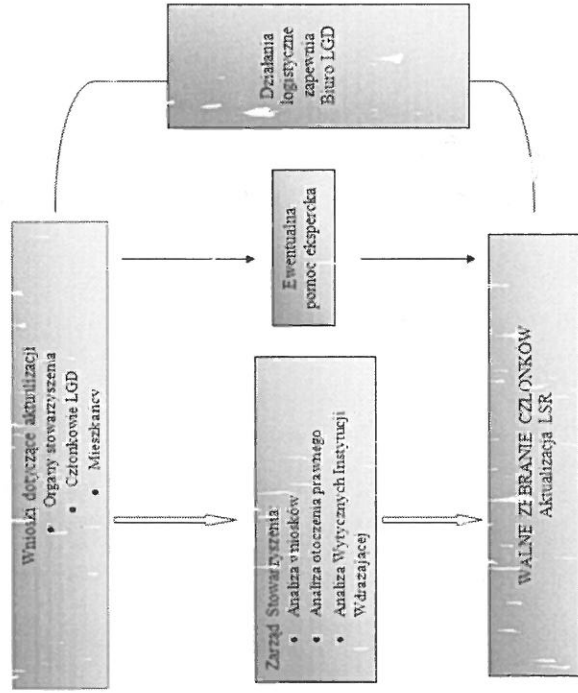 Wnioski dotyczące aktualizacji
• Organy stowarzyszenia
• Członkowie LGD
• Mieszkańcy
Zarząd Stowarzyszenia:
• Analiza wniosków
• Analiza otoczenia prawnego
• Analiza Wytycznych Instytucji
Wdrażającej
Ewentualna
pomoc ekspercka
Działania
logistyczne
zapewnia
Biuro LGD
WALNE ZEBRANIE CZŁONKÓW
Aktualizacja LSR